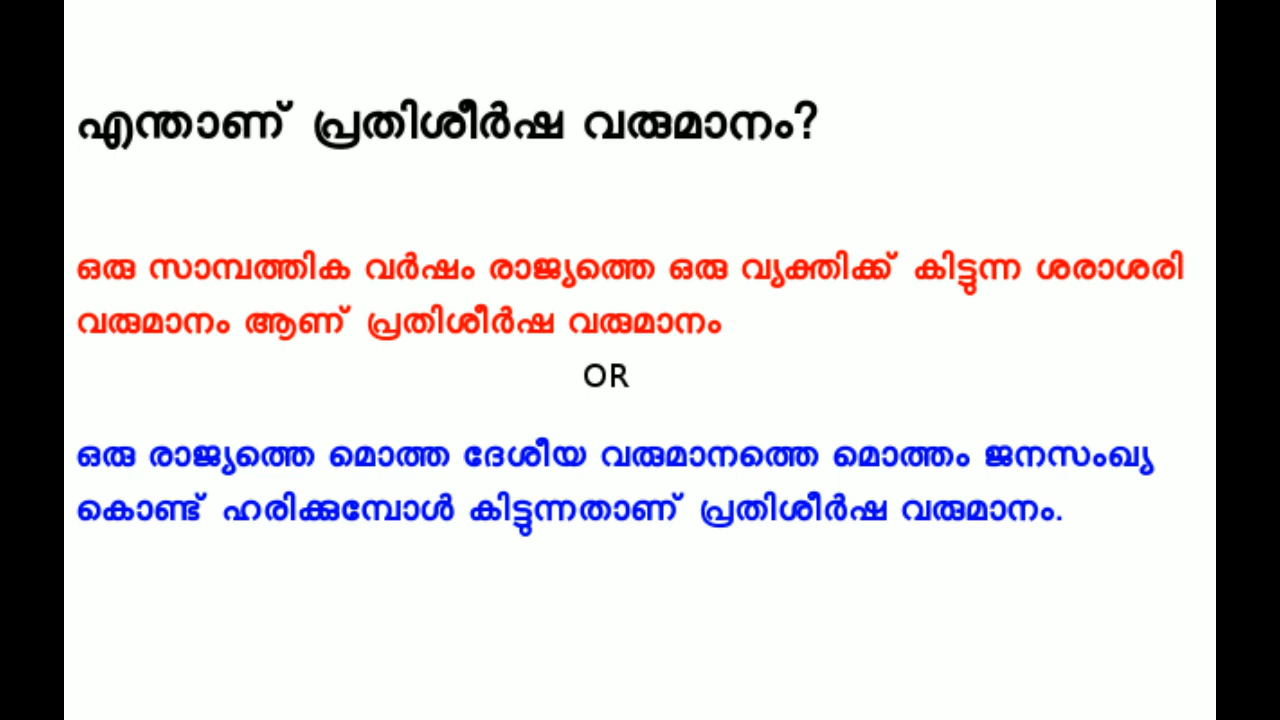 എന്താണ് പ്രതിശീർഷ വരുമാനം?
ഒരു സാമ്പത്തിക വർഷം രാജ്യത്തെ ഒരു വ്യക്തിക്ക് കിട്ടുന്ന ശരാശരി
വരുമാനം ആണ് പ്രതിശീർഷ വരുമാനം
OR
ഒരു രാജ്യത്തെ മൊത്ത ദേശീയ വരുമാനത്തെ മൊത്തം ജനസംഖ്യ
കൊണ്ട് ഹരിക്കുമ്പോൾ കിട്ടുന്നതാണ് പ്രതിശീർഷ വരുമാനം.